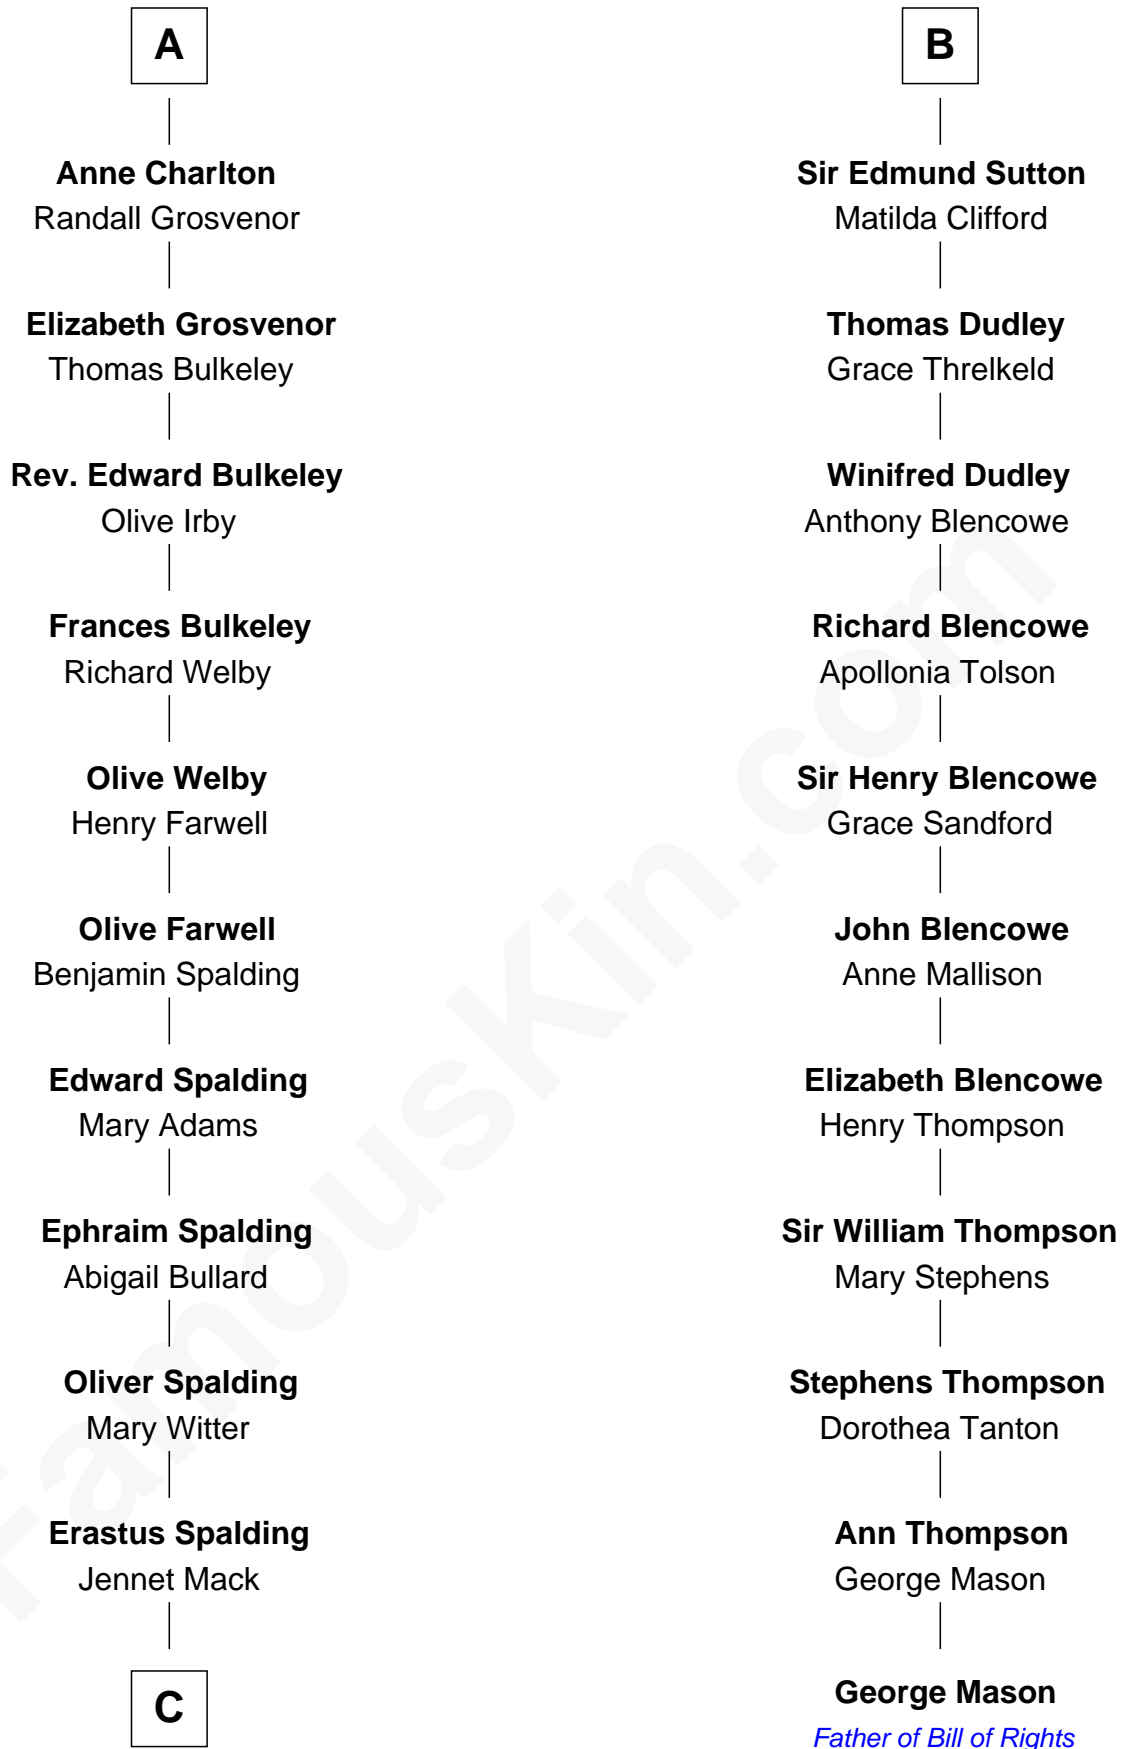 A
Anne Charlton
Randall Grosvenor
Elizabeth Grosvenor
Thomas Bulkeley
Rev. Edward Bulkeley
Olive Irby
Frances Bulkeley
Richard Welby
Olive Welby
Henry Farwell
Olive Farwell
Benjamin Spalding
Edward Spalding
Mary Adams
Ephraim Spalding
Abigail Bullard
Oliver Spalding
Mary Witter
Erastus Spalding
Jennet Mack
C
B
Sir Edmund Sutton
Matilda Clifford
Thomas Dudley
Grace Threlkeld
Winifred Dudley
Anthony Blencowe
Richard Blencowe
Apollonia Tolson
Sir Henry Blencowe
Grace Sandford
John Blencowe
Anne Mallison
Elizabeth Blencowe
Henry Thompson
Sir William Thompson
Mary Stephens
Stephens Thompson
Dorothea Tanton
Ann Thompson
George Mason
George Mason
Father of Bill of Rights
FamousKin.com